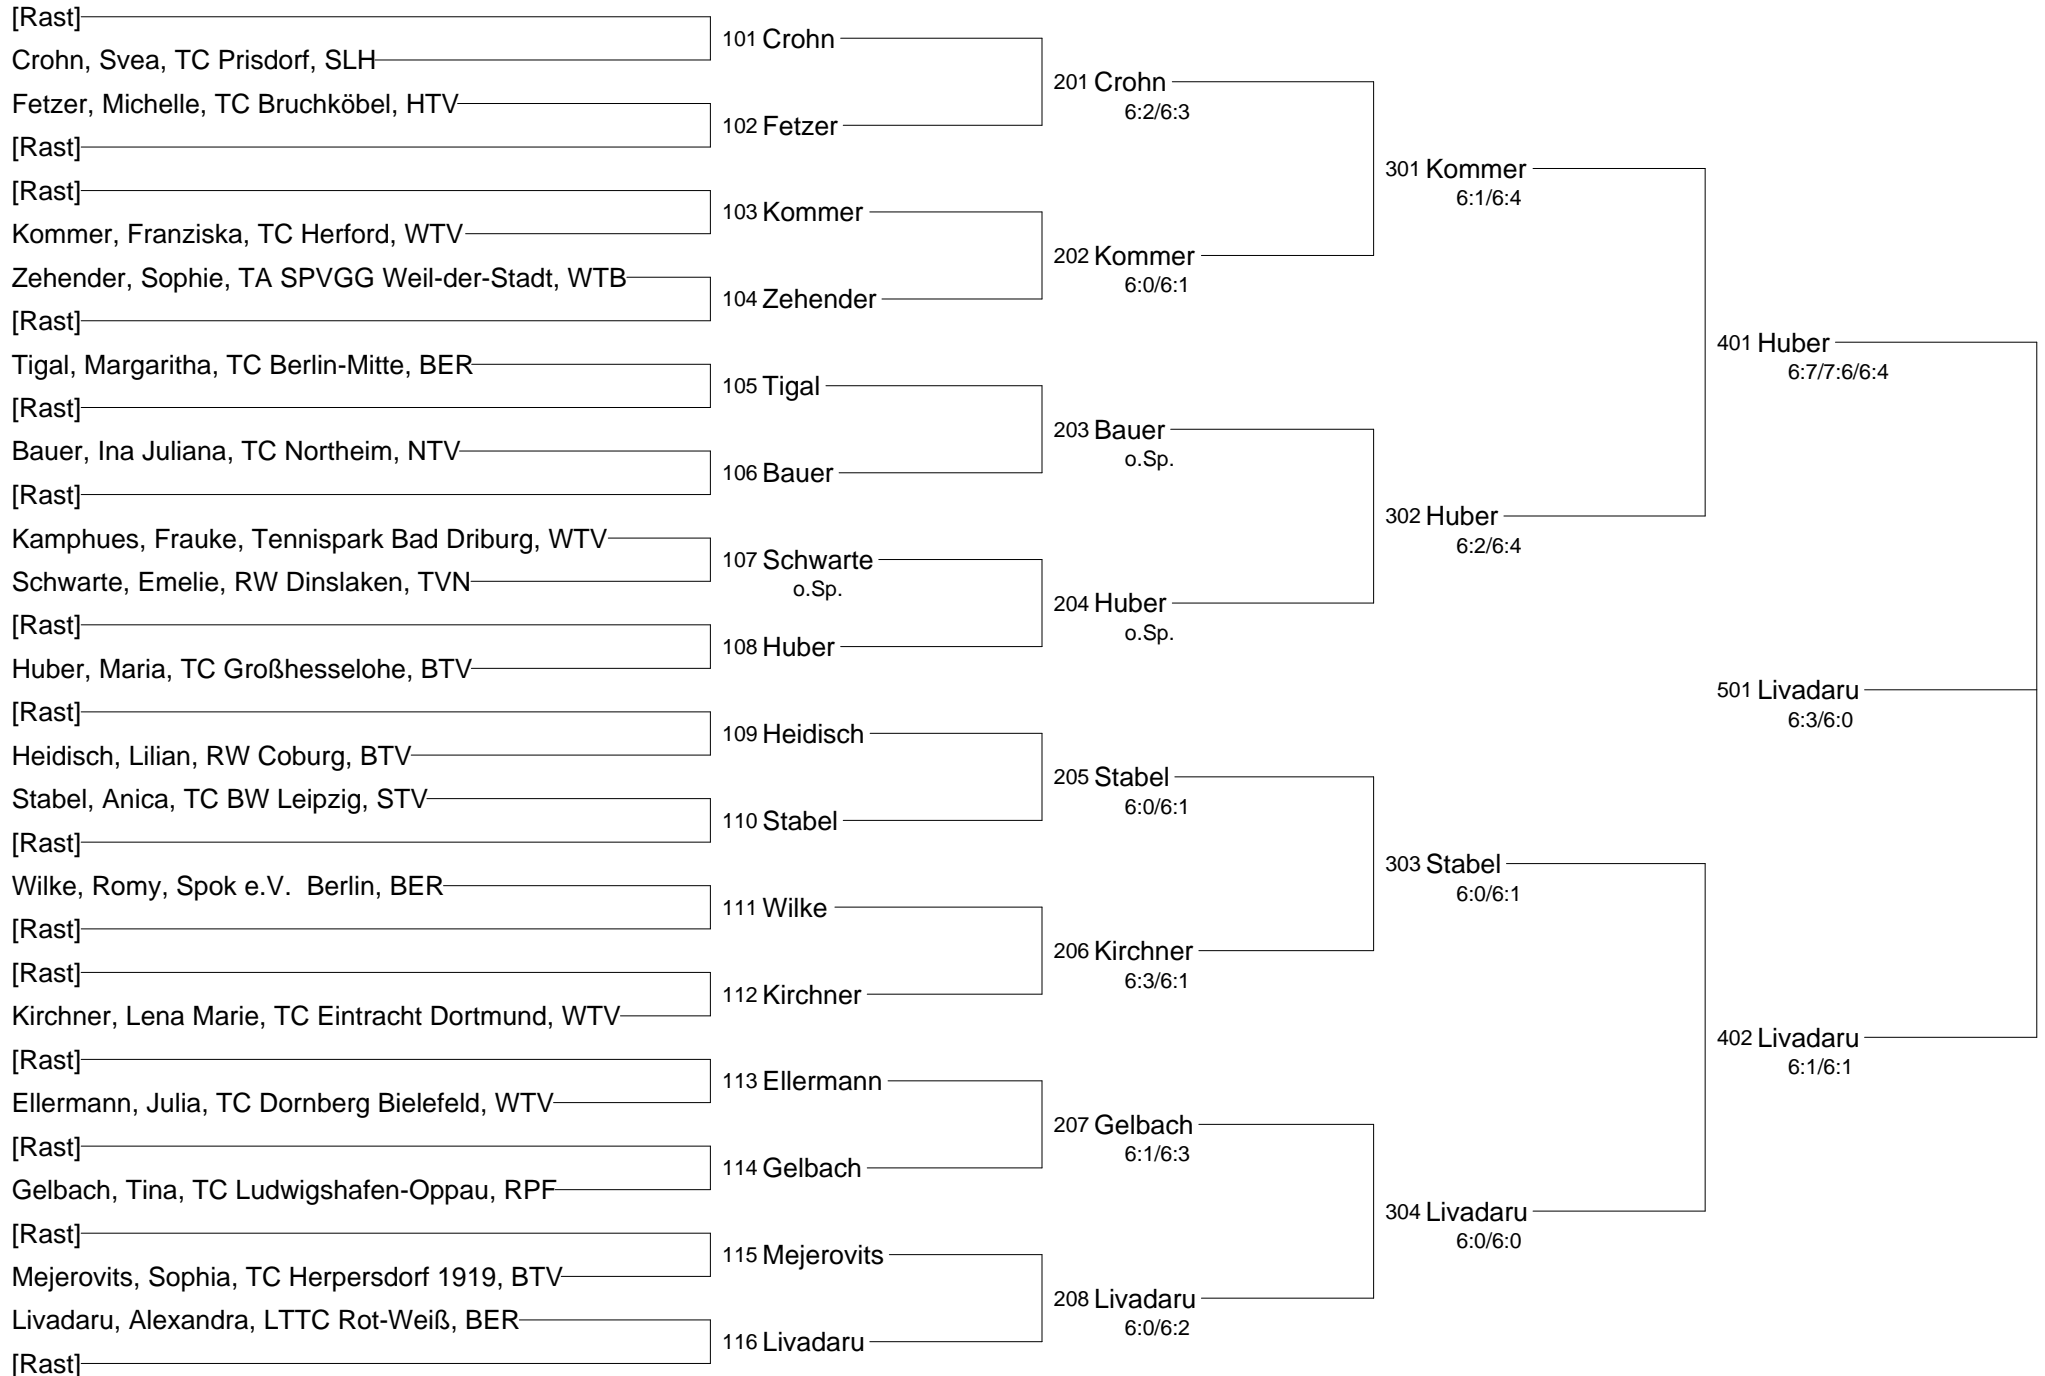 [Rast]
Crohn, Svea, TC Prisdorf, SLH
Fetzer, Michelle, TC Bruchköbel, HTV
[Rast]
[Rast]
Kommer, Franziska, TC Herford, WTV
Zehender, Sophie, TA SPVGG Weil-der-Stadt, WTB
[Rast]
Tigal, Margaritha, TC Berlin-Mitte, BER
[Rast]
Bauer, Ina Juliana, TC Northeim, NTV
[Rast]
Kamphues, Frauke, Tennispark Bad Driburg, WTV
Schwarte, Emelie, RW Dinslaken, TVN
[Rast]
Huber, Maria, TC Großhesselohe, BTV
[Rast]
Heidisch, Lilian, RW Coburg, BTV
Stabel, Anica, TC BW Leipzig, STV
[Rast]
Wilke, Romy, Spok e.V.  Berlin, BER
[Rast]
[Rast]
Kirchner, Lena Marie, TC Eintracht Dortmund, WTV
[Rast]
Ellermann, Julia, TC Dornberg Bielefeld, WTV
[Rast]
Gelbach, Tina, TC Ludwigshafen-Oppau, RPF
[Rast]
Mejerovits, Sophia, TC Herpersdorf 1919, BTV
Livadaru, Alexandra, LTTC Rot-Weiß, BER
[Rast]
101 Crohn
102 Fetzer
103 Kommer
104 Zehender
105 Tigal
106 Bauer
107 Schwarte
o.Sp.
108 Huber
109 Heidisch
110 Stabel
111 Wilke
112 Kirchner
113 Ellermann
114 Gelbach
115 Mejerovits
116 Livadaru
201 Crohn
6:2/6:3
202 Kommer
6:0/6:1
203 Bauer
o.Sp.
204 Huber
o.Sp.
205 Stabel
6:0/6:1
206 Kirchner
6:3/6:1
207 Gelbach
6:1/6:3
208 Livadaru
6:0/6:2
301 Kommer
6:1/6:4
302 Huber
6:2/6:4
303 Stabel
6:0/6:1
304 Livadaru
6:0/6:0
401 Huber
6:7/7:6/6:4
501 Livadaru
6:3/6:0
402 Livadaru
6:1/6:1